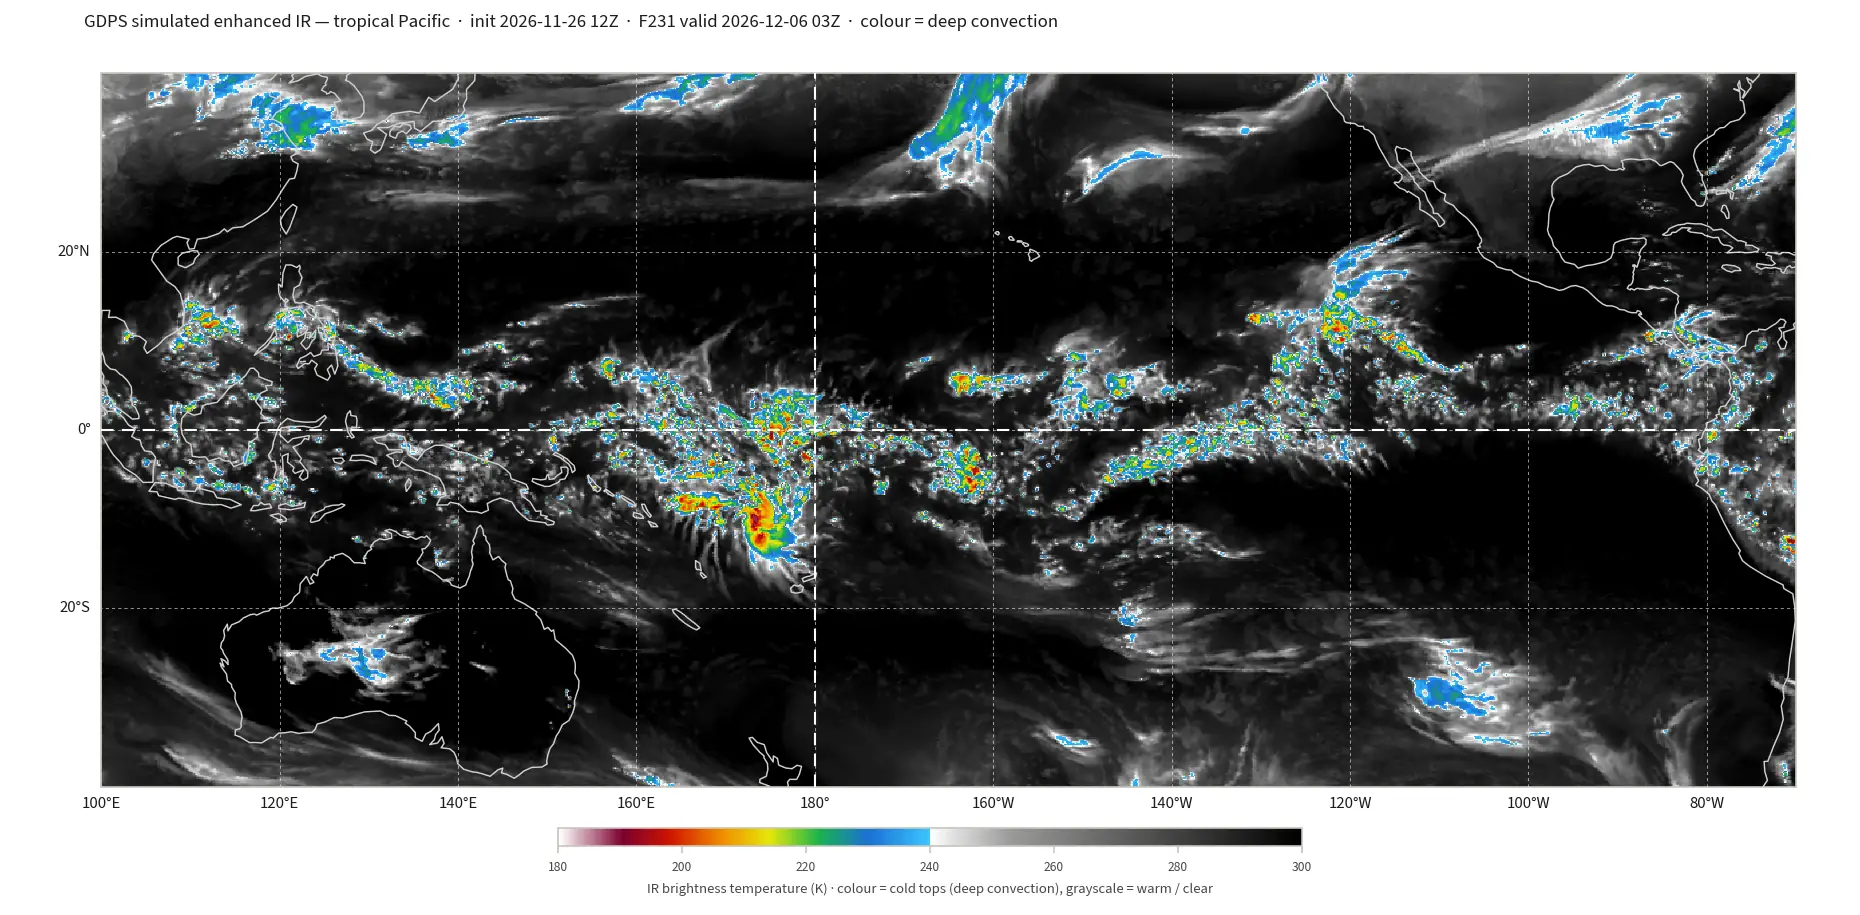 GDPS simulated enhanced IR — tropical Pacific · init 2026-11-26 12Z · F231 valid 2026-12-06 03Z · colour = deep convection
20°N
0°
20°S
100°E 120°E 140°E 160°E 180° 160°W 140°W 120°W 100°W 80°W
180 200 220 240 260 280 300
IR brightness temperature (K) · colour = cold tops (deep convection), grayscale = warm / clear